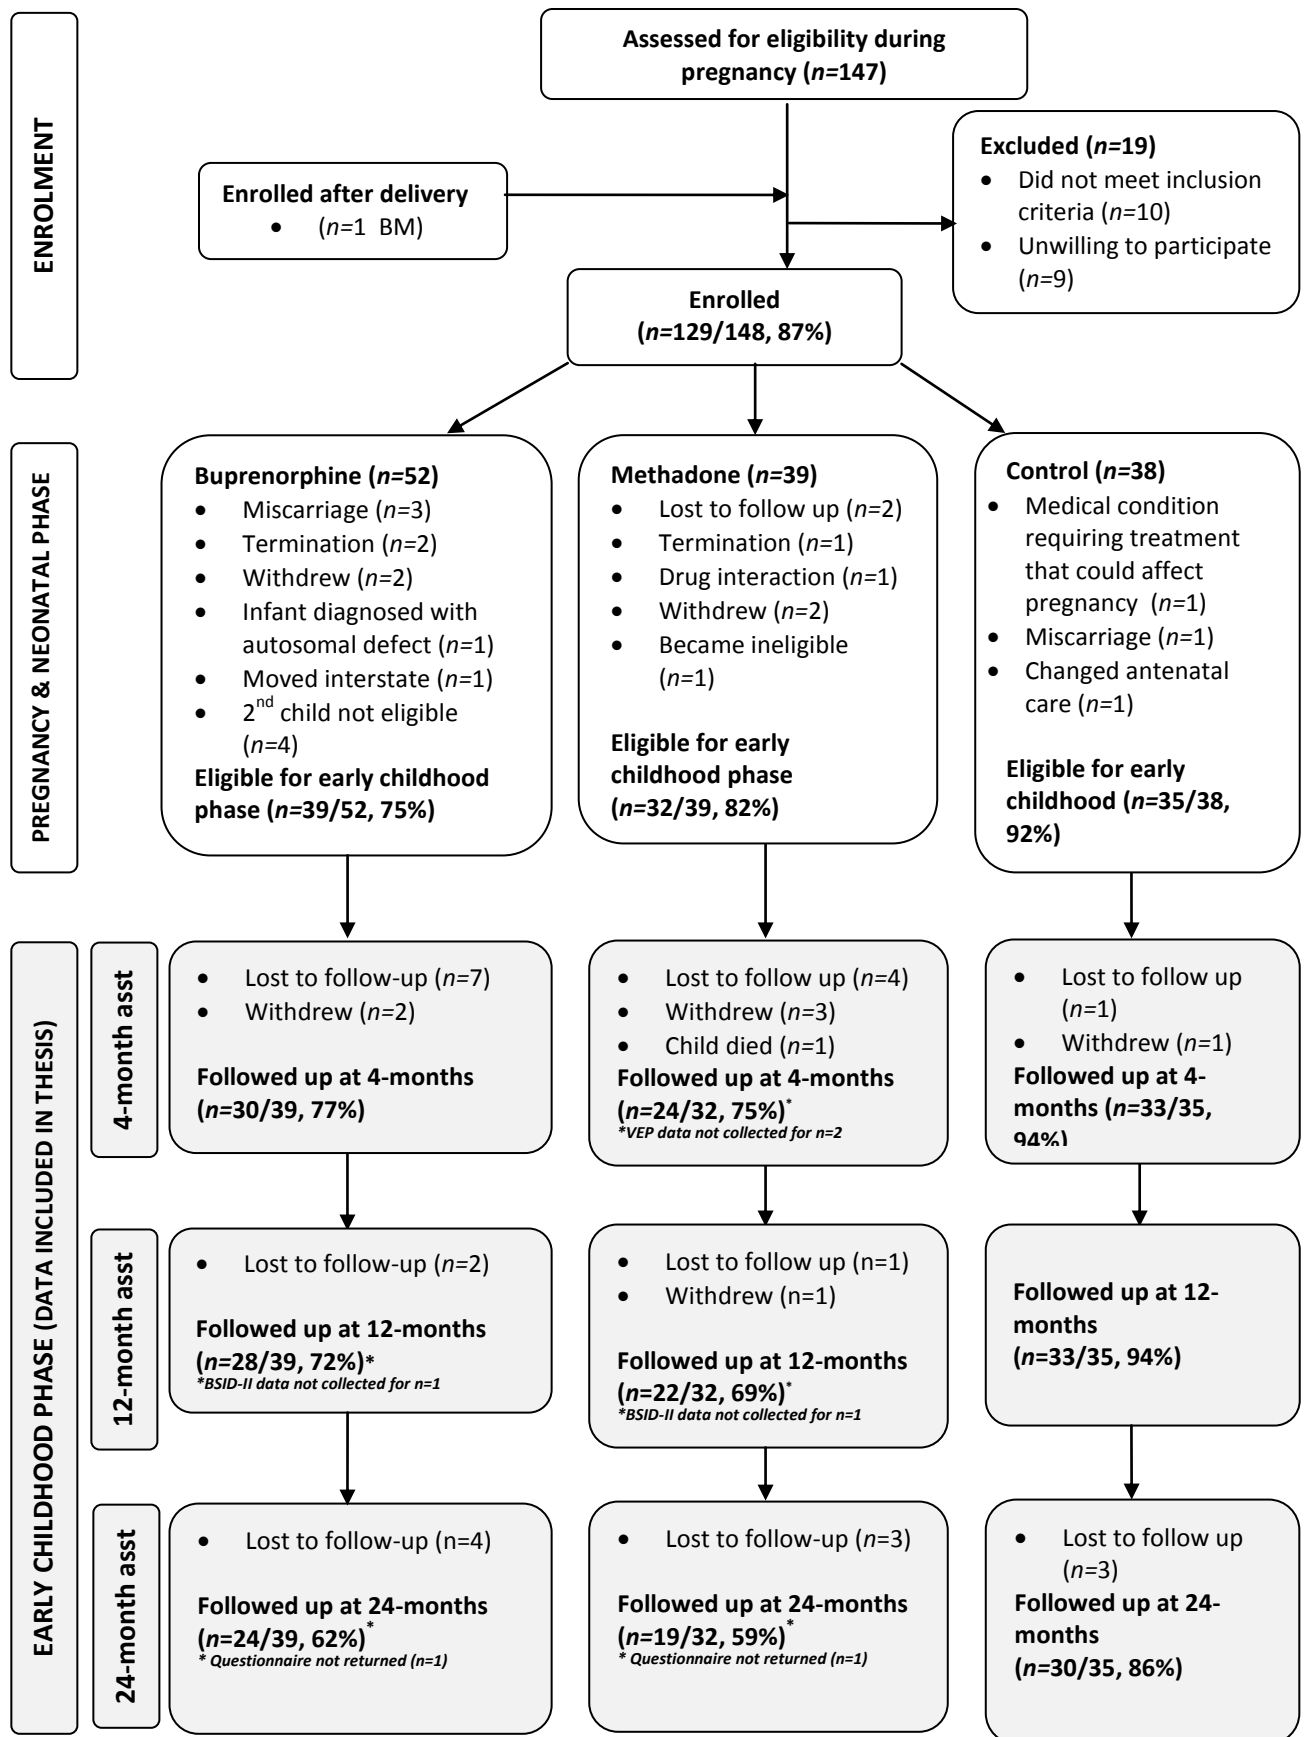 Assessed for eligibility during
pregnancy (n=147)
ENROLMENT
Excluded (n=19)
• Did not meet inclusion
criteria (n=10)
• Unwilling to participate
(n=9)
Enrolled after delivery
• (n=1 BM)
Enrolled
(n=129/148, 87%)
PREGNANCY & NEONATAL PHASE
Buprenorphine (n=52)
• Miscarriage (n=3)
• Termination (n=2)
• Withdrew (n=2)
• Infant diagnosed with
autosomal defect (n=1)
• Moved interstate (n=1)
• 2nd child not eligible
(n=4)
Eligible for early childhood
phase (n=39/52, 75%)
Methadone (n=39)
• Lost to follow up (n=2)
• Termination (n=1)
• Drug interaction (n=1)
• Withdrew (n=2)
• Became ineligible
(n=1)
Eligible for early
childhood phase
(n=32/39, 82%)
Control (n=38)
• Medical condition
requiring treatment
that could affect
pregnancy (n=1)
• Miscarriage (n=1)
• Changed antenatal
care (n=1)
Eligible for early
childhood (n=35/38,
92%)
EARLY CHILDHOOD PHASE (DATA INCLUDED IN THESIS)
4-month asst
• Lost to follow-up (n=7)
• Withdrew (n=2)
Followed up at 4-months
(n=30/39, 77%)
• Lost to follow up (n=4)
• Withdrew (n=3)
• Child died (n=1)
Followed up at 4-months
(n=24/32, 75%)*
*VEP data not collected for n=2
• Lost to follow up
(n=1)
• Withdrew (n=1)
Followed up at 4-
months (n=33/35,
94%)
12-month asst
• Lost to follow-up (n=2)
Followed up at 12-months
(n=28/39, 72%)*
*BSID-II data not collected for n=1
• Lost to follow up (n=1)
• Withdrew (n=1)
Followed up at 12-months
(n=22/32, 69%)*
*BSID-II data not collected for n=1
Followed up at 12-
months
(n=33/35, 94%)
24-month asst
• Lost to follow-up (n=4)
Followed up at 24-months
(n=24/39, 62%)*
* Questionnaire not returned (n=1)
• Lost to follow-up (n=3)
Followed up at 24-months
(n=19/32, 59%)*
* Questionnaire not returned (n=1)
• Lost to follow up
(n=3)
Followed up at 24-
months
(n=30/35, 86%)